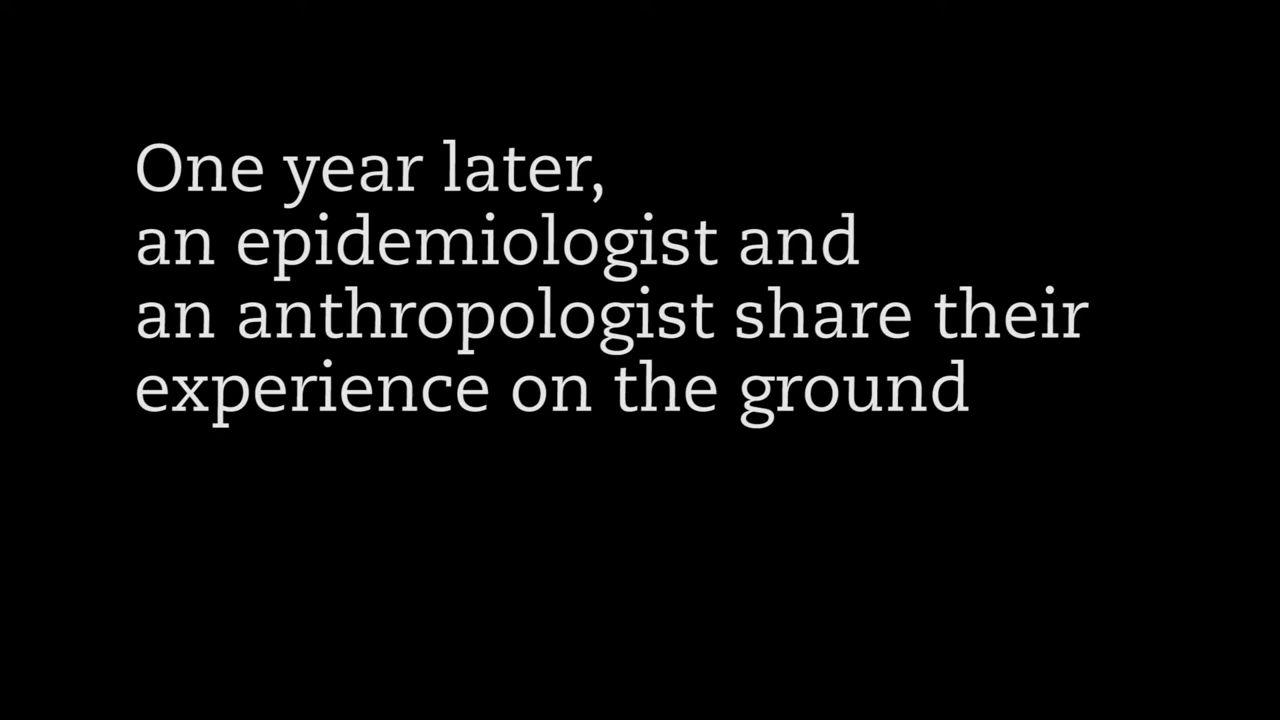 One year later,
an epidemiologist and
an anthropologist share their
experience on the ground